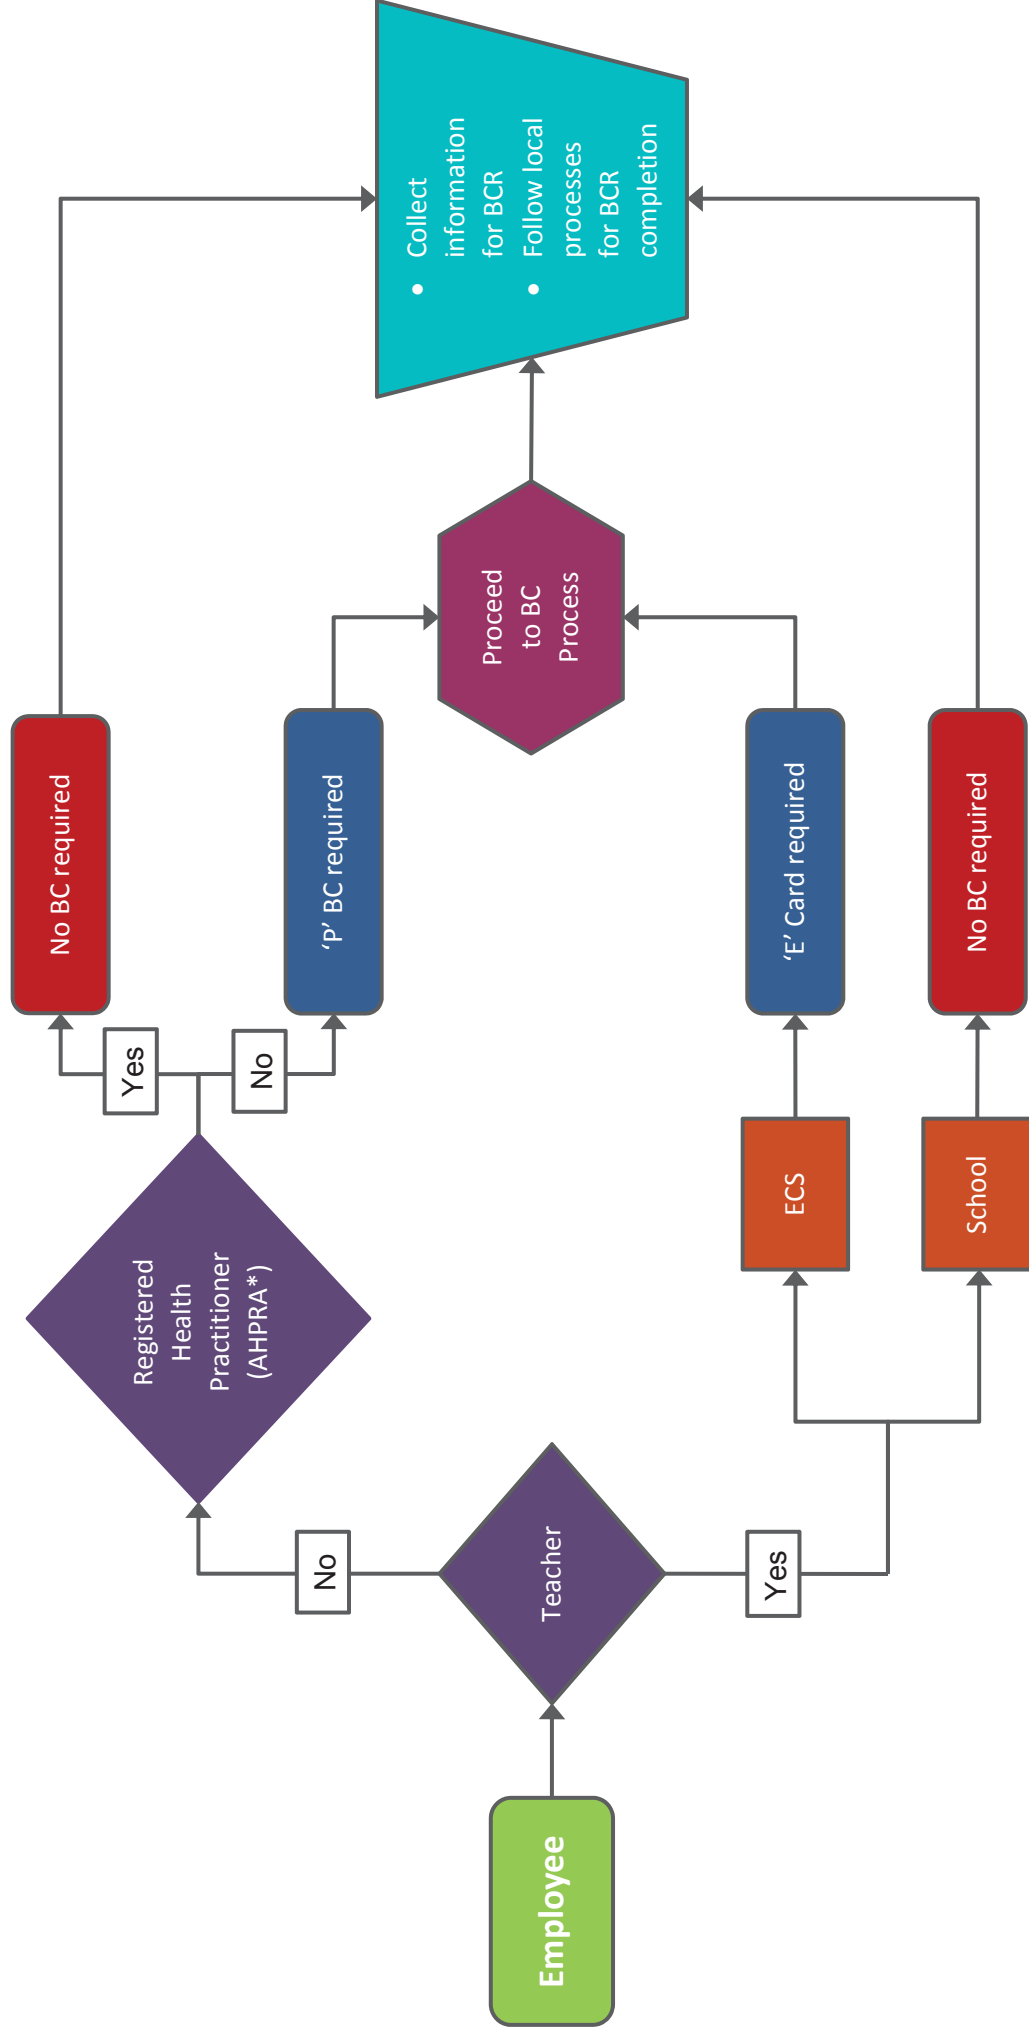 Employee
Teacher
No
Yes
Registered
Health
Practitioner
(AHPRA*)
Yes
No
ECS
School
No BC required
‘P’ BC required
‘E’ Card required
No BC required
Proceed
to BC
Process
• Collect
information
for BCR
• Follow local
processes
for BCR
completion